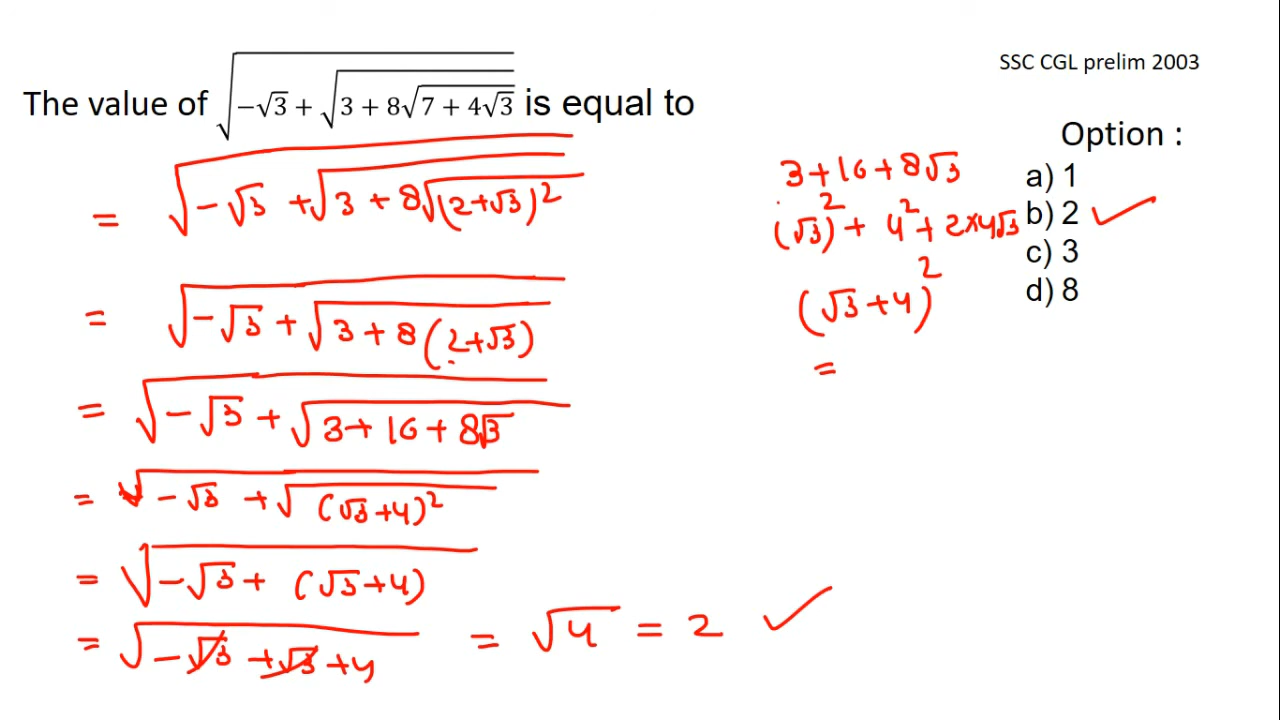 SSC CGL prelim 2003
The value of √(−√3 + √(3 + 8√(7 + 4√3))) is equal to
Option :
a) 1
b) 2 ✓
c) 3
d) 8
= √(−√3 + √(3 + 8√((2+√3)²)))
= √(−√3 + √(3 + 8(2+√3)))
= √(−√3 + √(3 + 16 + 8√3))
= √(−√3 + √((√3+4)²))
= √(−√3 + (√3+4))
= √(−√3 + √3 + 4) = √4 = 2 ✓
3 + 16 + 8√3
(√3)² + 4² + 2×4√3
(√3+4)²
=